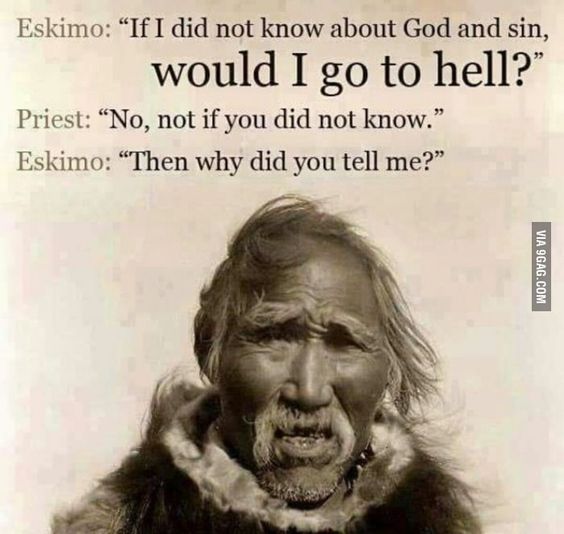 Eskimo: “If I did not know about God and sin,
would I go to hell?”
Priest: “No, not if you did not know.”
Eskimo: “Then why did you tell me?”
VIA 9GAG.COM